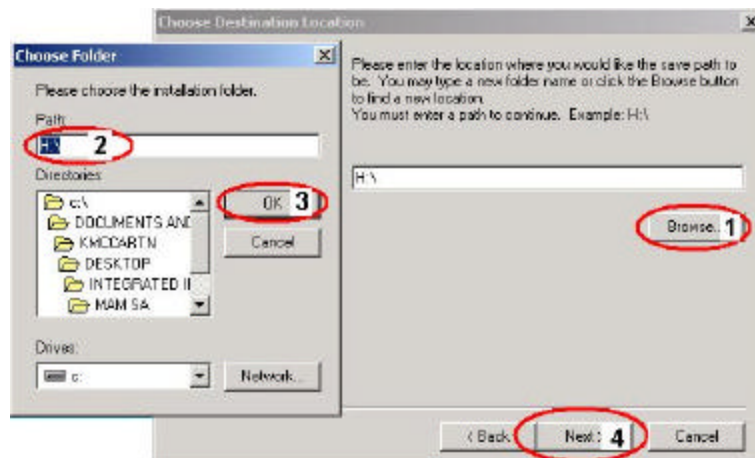 Choose Destination Location
Choose Folder
Please choose the installation folder.
Path:
H:\ 2
Directories:
c:\
DOCUMENTS AND
KMCCARTN
DESKTOP
INTEGRATED I
MAM SA
OK 3
Cancel
Drives:
c:
Network...
Please enter the location where you would like the save path to
be. You may type a new folder name or click the Browse button
to find a new location.
You must enter a path to continue. Example: H:\
H:\
Browse.. 1
< Back
Next 4
Cancel